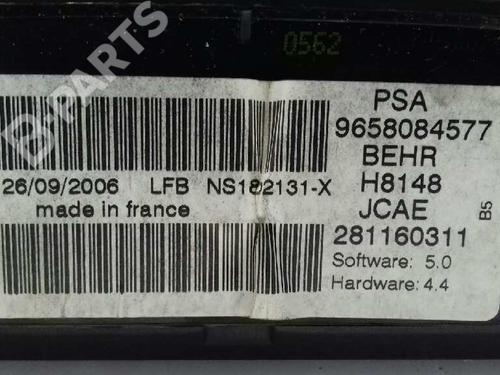 0562
B-PARTS
PSA
9658084577
BEHR
26/09/2006 LFB NS182131-X
H8148
made in france
JCAE
B5
281160311
Software: 5.0
Hardware: 4.4